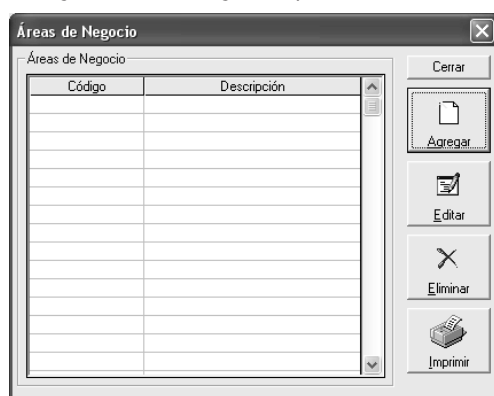 Áreas de Negocio
Áreas de Negocio
Código Descripción
Cerrar
Agregar
Editar
Eliminar
Imprimir